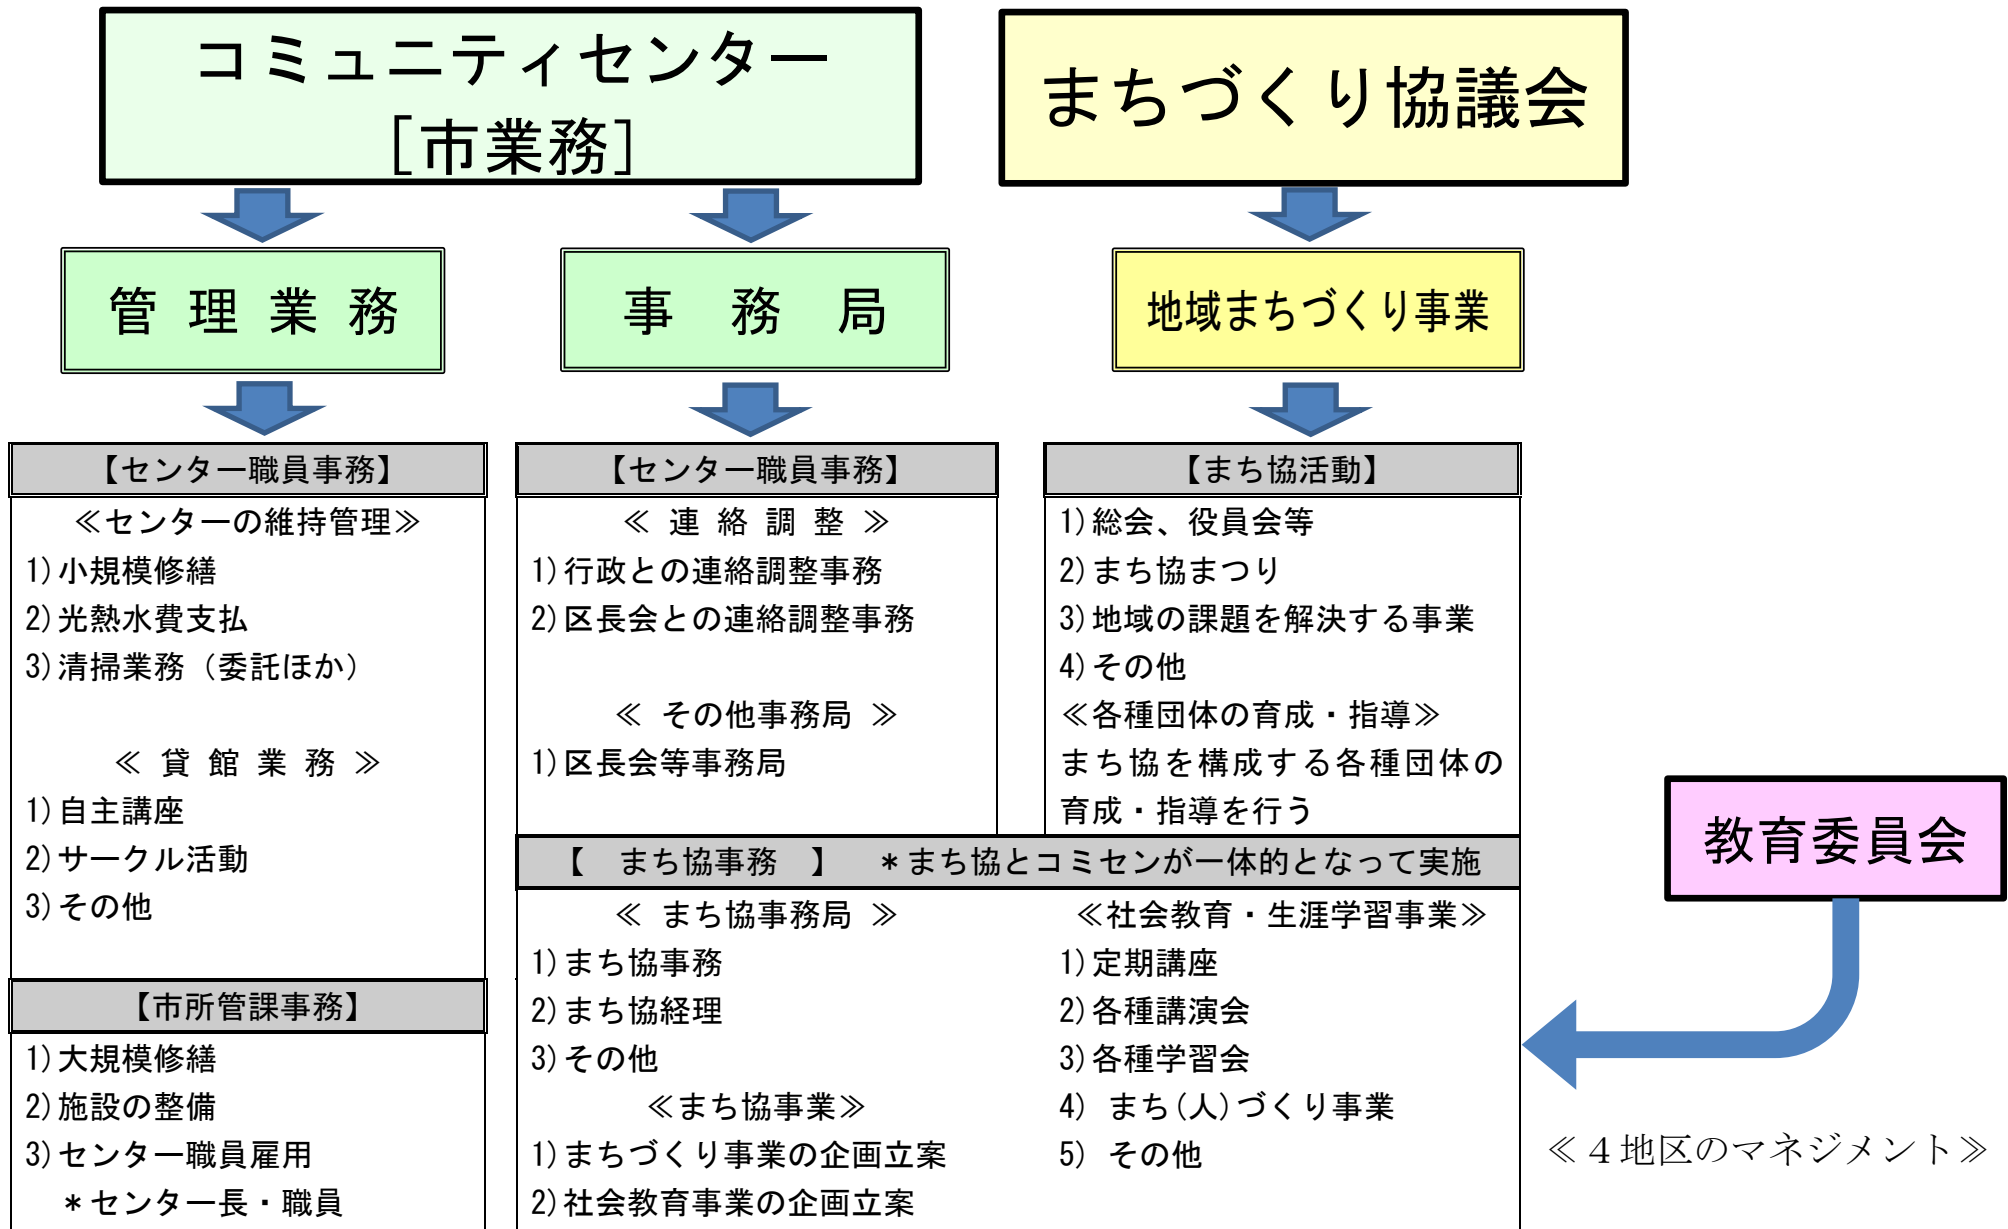 コミュニティセンター
[市業務]
まちづくり協議会
管理業務
事務局
地域まちづくり事業
【センター職員事務】
≪センターの維持管理≫
1)小規模修繕
2)光熱水費支払
3)清掃業務（委託ほか）
≪ 貸 館 業 務 ≫
1)自主講座
2)サークル活動
3)その他
【市所管課事務】
1)大規模修繕
2)施設の整備
3)センター職員雇用
＊センター長・職員
【センター職員事務】
≪ 連 絡 調 整 ≫
1)行政との連絡調整事務
2)区長会との連絡調整事務
≪ その他事務局 ≫
1)区長会等事務局
【まち協活動】
1)総会、役員会等
2)まち協まつり
3)地域の課題を解決する事業
4)その他
≪各種団体の育成・指導≫
まち協を構成する各種団体の
育成・指導を行う
【　まち協事務　】　＊まち協とコミセンが一体的となって実施
≪ まち協事務局 ≫
1)まち協事務
2)まち協経理
3)その他
≪まち協事業≫
1)まちづくり事業の企画立案
2)社会教育事業の企画立案
≪社会教育・生涯学習事業≫
1)定期講座
2)各種講演会
3)各種学習会
4) まち(人)づくり事業
5) その他
教育委員会
≪４地区のマネジメント≫